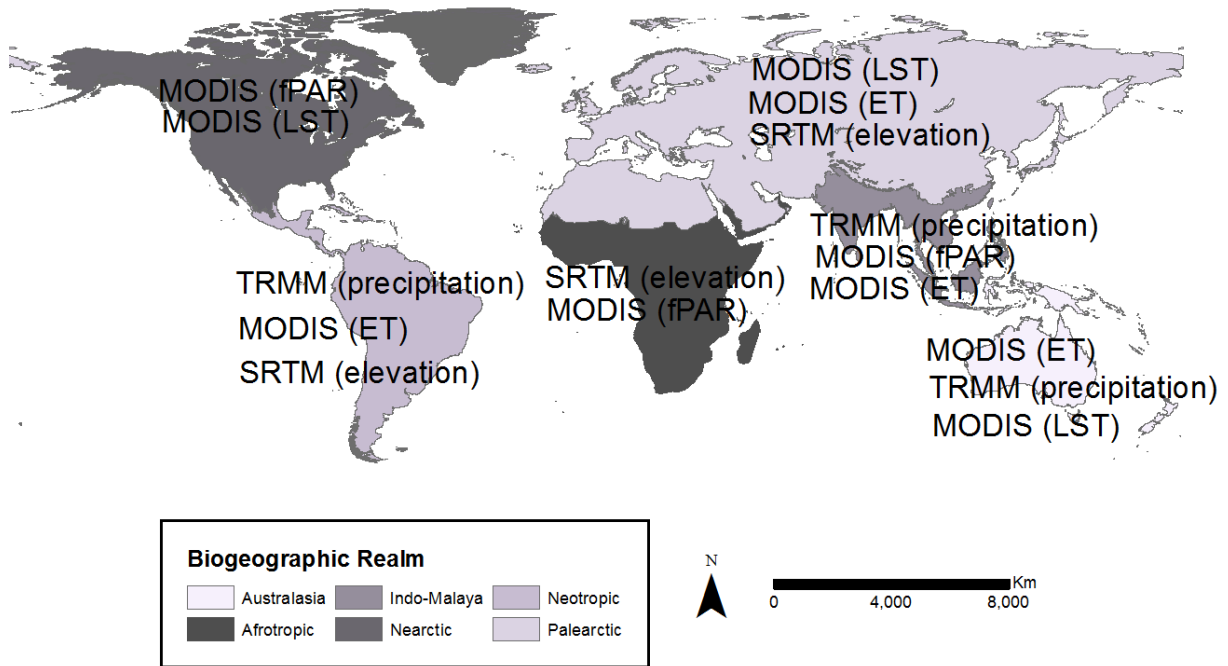 MODIS (fPAR)
MODIS (LST)
MODIS (LST)
MODIS (ET)
SRTM (elevation)
TRMM (precipitation)
MODIS (ET)
SRTM (elevation)
SRTM (elevation)
MODIS (fPAR)
TRMM (precipitation)
MODIS (fPAR)
MODIS (ET)
MODIS (ET)
TRMM (precipitation)
MODIS (LST)
Biogeographic Realm
Australasia Indo-Malaya Neotropic
Afrotropic Nearctic Palearctic
N
Km
0 4,000 8,000